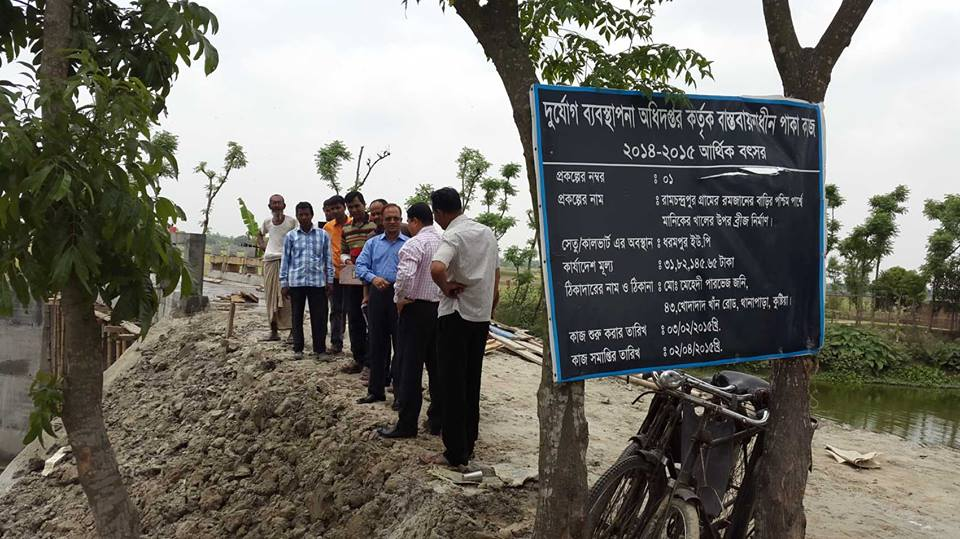 দুর্যোগ ব্যবস্থাপনা অধিদপ্তর কর্তৃক বাস্তবায়নাধীন পাকা কাজ
২০১৪-২০১৫ আর্থিক বৎসর
প্রকল্পের নম্বর : ০১
প্রকল্পের নাম : রামচন্দ্রপুর গ্রামের রমজানের বাড়ির পশ্চিম পার্শ্বে
মানিকের খালের উপর ব্রীজ নির্মাণ।
সেতু/কালভার্ট এর অবস্থান : ধরমপুর ইউ.পি
কার্যাদেশ মূল্য : ৩১,৮২,১৪৫.৬৫ টাকা
ঠিকাদারের নাম ও ঠিকানা : মোঃ মেহেদী পারভেজ জনি,
৪৩,খোদাদাদ খাঁন রোড, থানাপাড়া, কুষ্টিয়া।
কাজ শুরু করার তারিখ : ০৩/০২/২০১৫খ্রি.
কাজ সমাপ্তির তারিখ : ০২/০৪/২০১৫খ্রি.